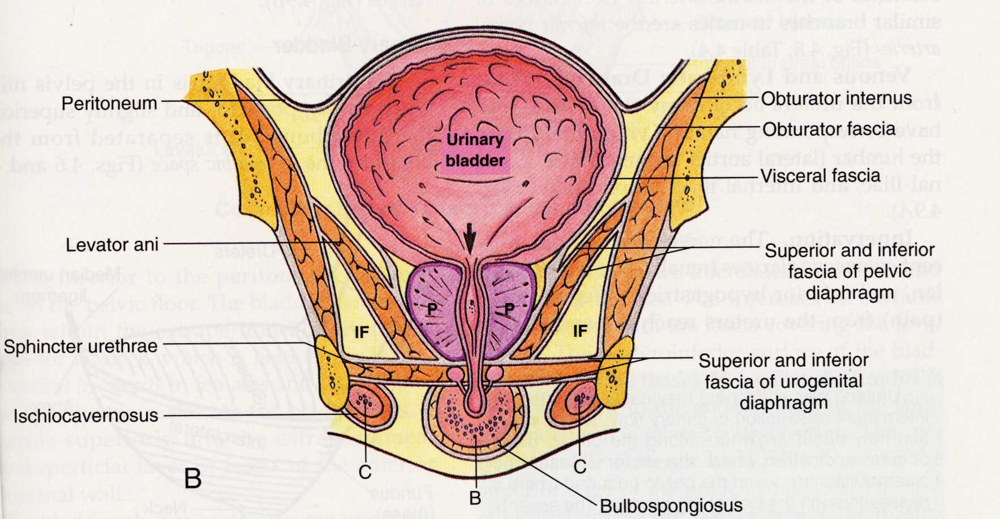 Peritoneum
Levator ani
Sphincter urethrae
Ischiocavernosus
B
Urinary
bladder
P
P
IF
IF
C
B
C
Obturator internus
Obturator fascia
Visceral fascia
Superior and inferior
fascia of pelvic
diaphragm
Superior and inferior
fascia of urogenital
diaphragm
Bulbospongiosus